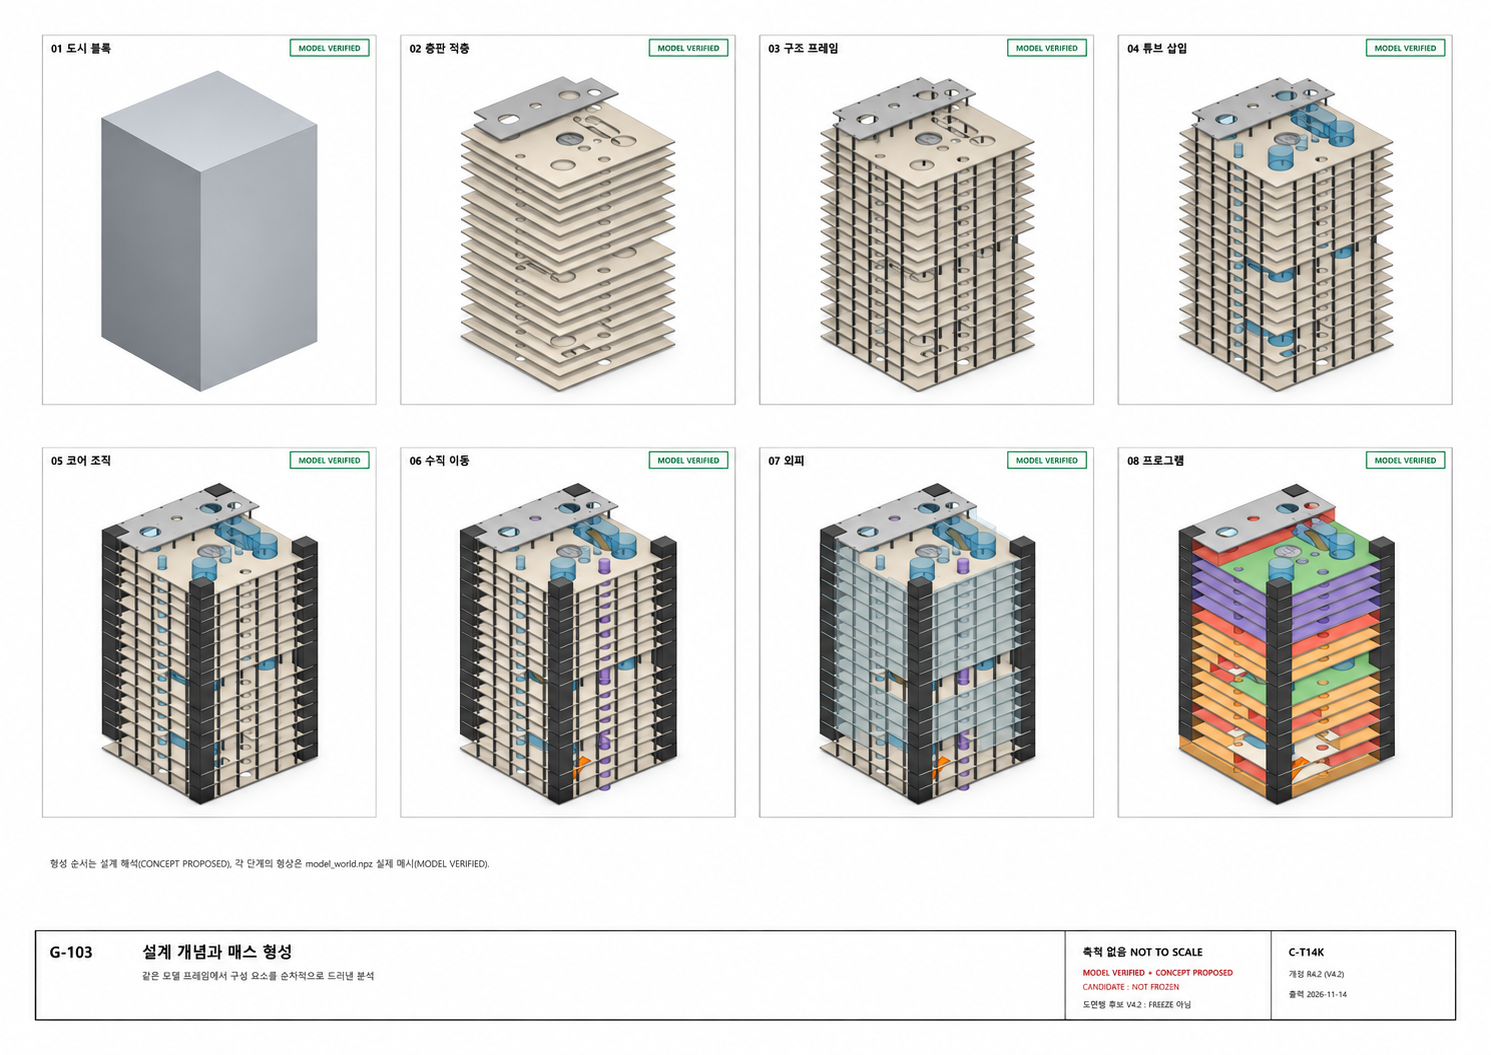 01 도시 블록
MODEL VERIFIED
02 층판 적층
MODEL VERIFIED
03 구조 프레임
MODEL VERIFIED
04 튜브 삽입
MODEL VERIFIED
05 코어 조직
MODEL VERIFIED
06 수직 이동
MODEL VERIFIED
07 외피
MODEL VERIFIED
08 프로그램
MODEL VERIFIED
형성 순서는 설계 해석(CONCEPT PROPOSED), 각 단계의 형상은 model_world.npz 실제 메시(MODEL VERIFIED).
G-103
설계 개념과 매스 형성
같은 모델 프레임에서 구성 요소를 순차적으로 드러낸 분석
축척 없음 NOT TO SCALE
MODEL VERIFIED + CONCEPT PROPOSED
CANDIDATE : NOT FROZEN
후보 V4.2 : FREEZE 아님
C-T14K
개정 R4.2 (V4.2)
출력 2026-11-14